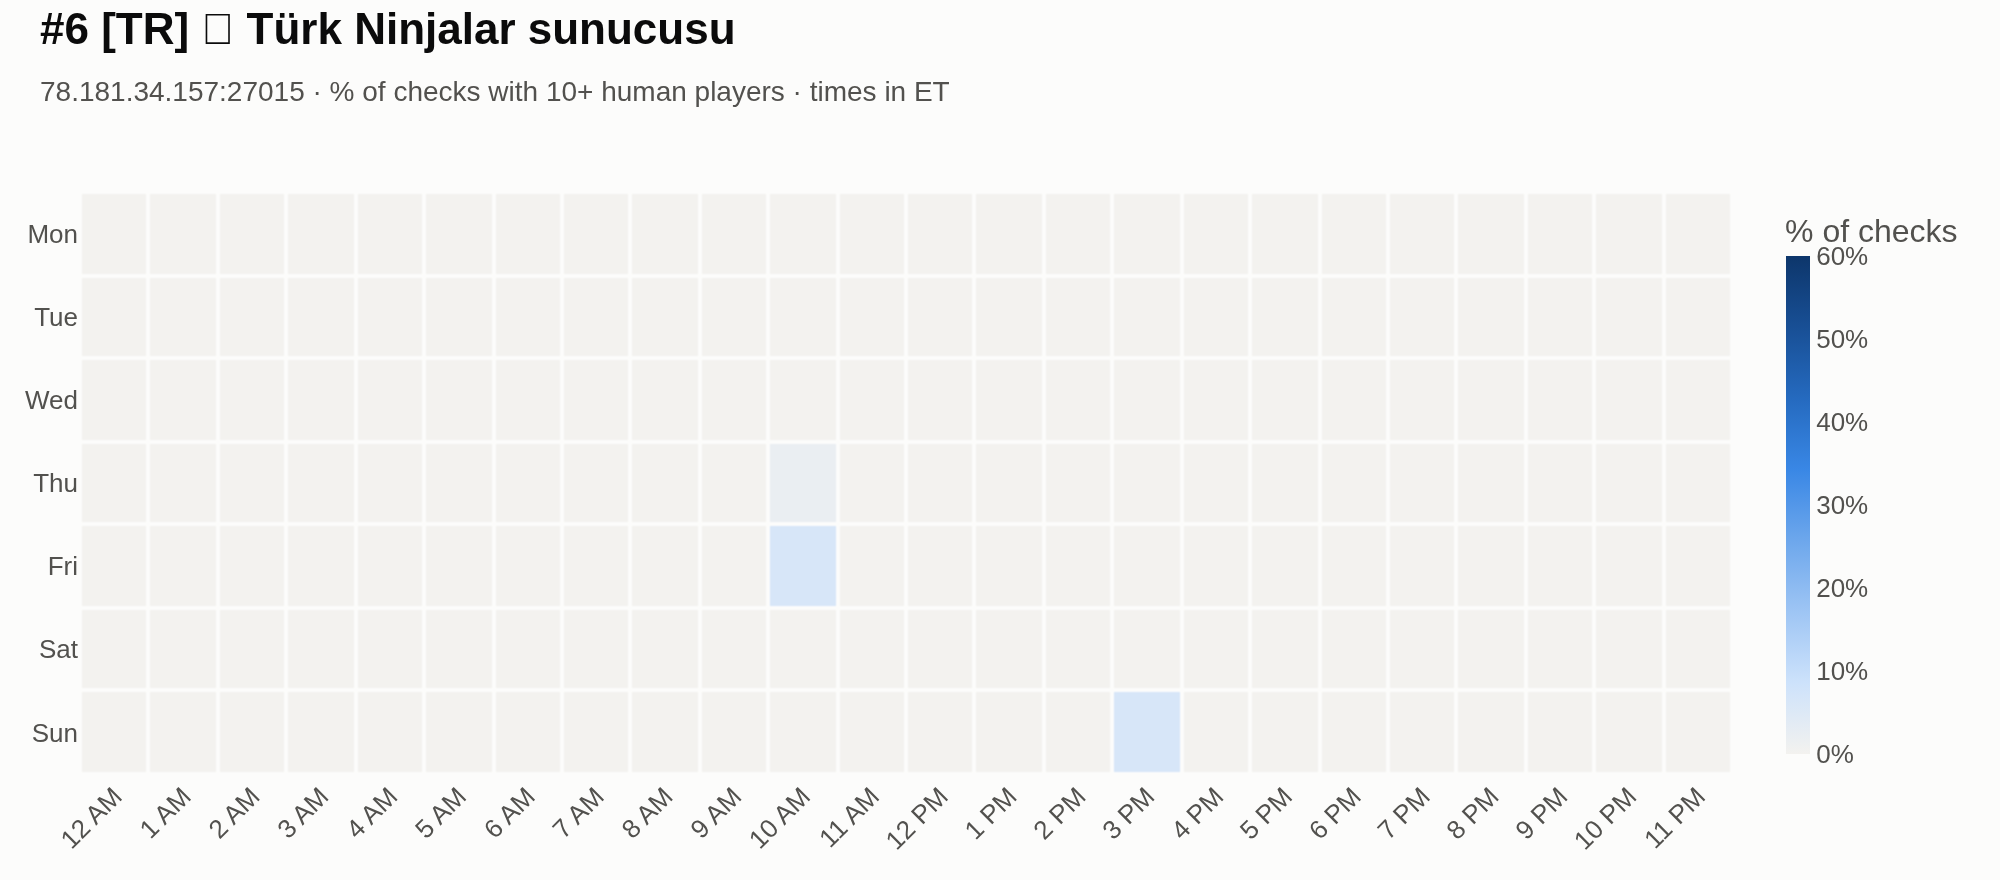 #6 [TR] □ Türk Ninjalar sunucusu
78.181.34.157:27015 · % of checks with 10+ human players · times in ET
% of checks
60%
50%
40%
30%
20%
10%
0%
Mon
Tue
Wed
Thu
Fri
Sat
Sun
12 AM 1 AM 2 AM 3 AM 4 AM 5 AM 6 AM 7 AM 8 AM 9 AM 10 AM 11 AM 12 PM 1 PM 2 PM 3 PM 4 PM 5 PM 6 PM 7 PM 8 PM 9 PM 10 PM 11 PM